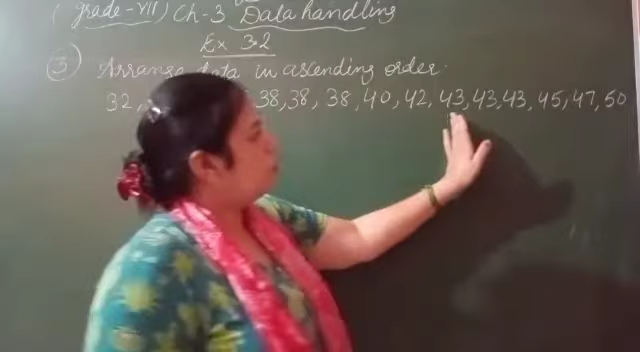 (Grade-VII) Ch-3 Data handling
Ex 3.2
3. Arrange data in ascending order.
32, 38, 38, 38, 40, 42, 43, 43, 43, 45, 47, 50